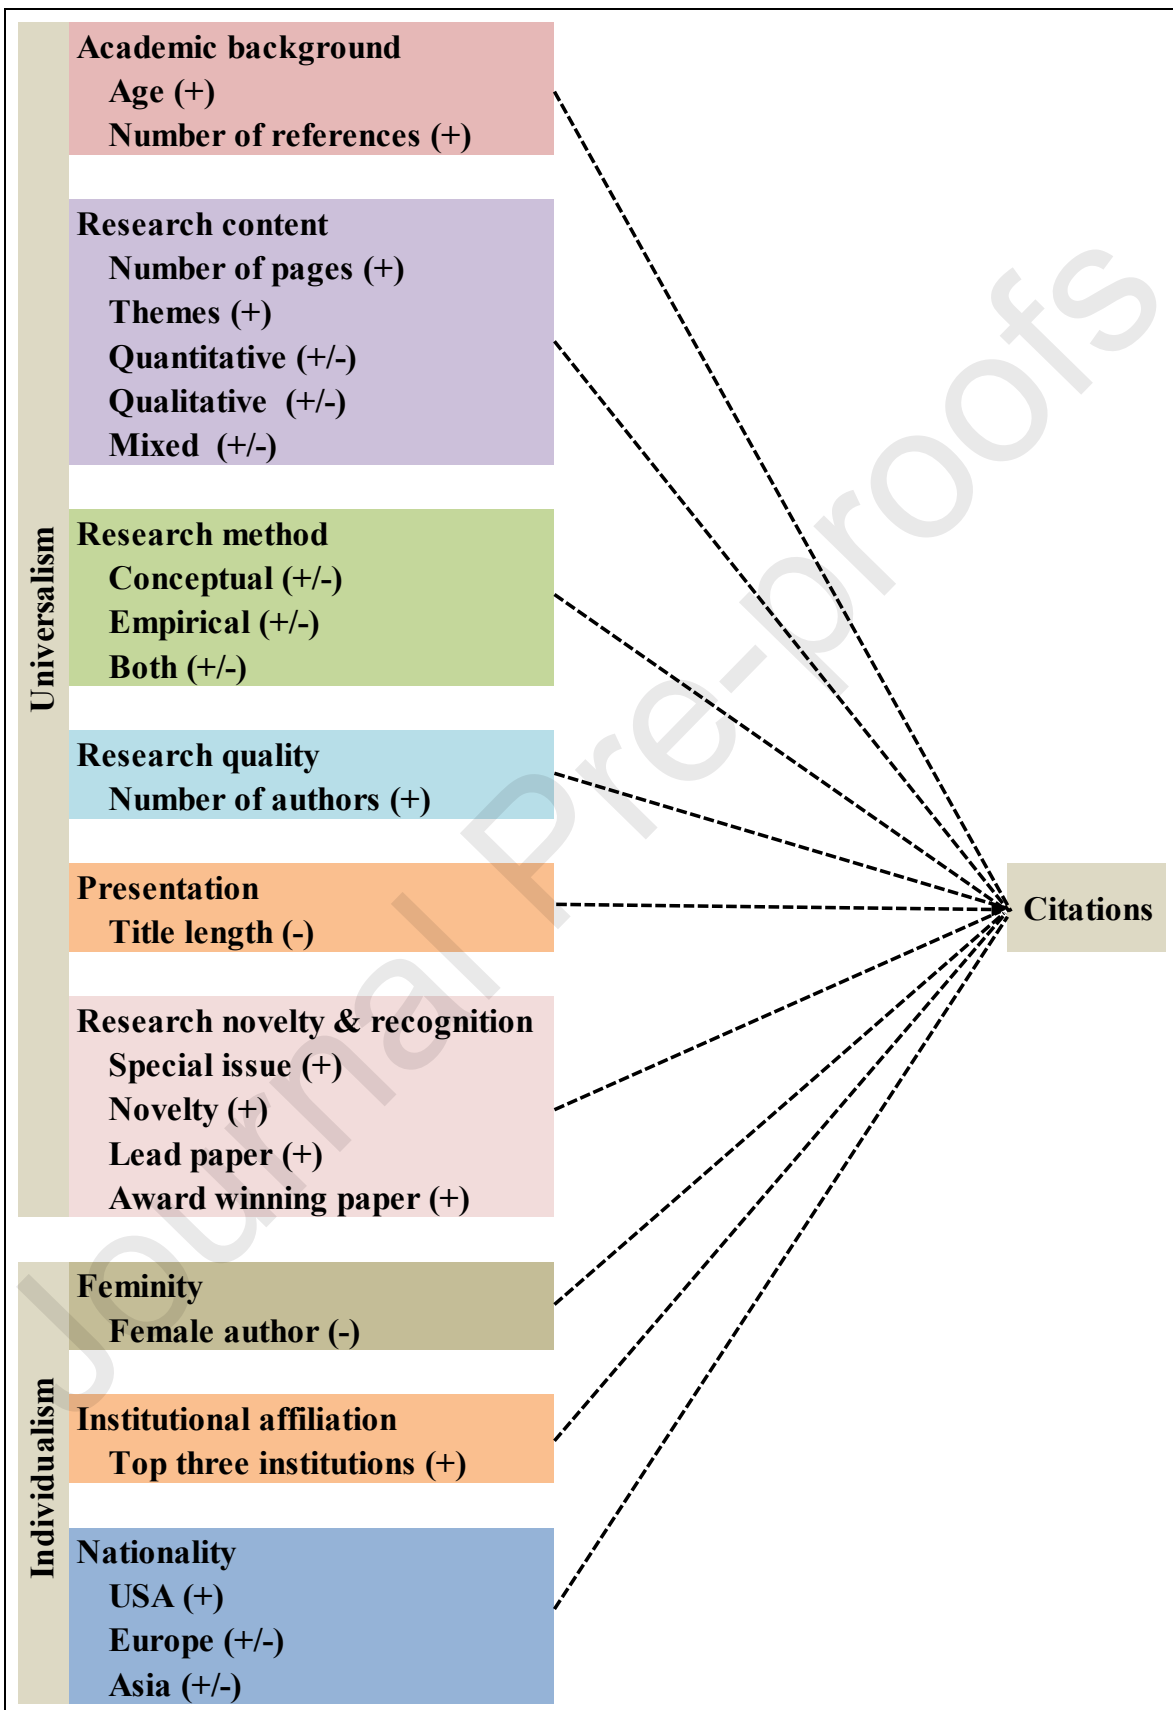 Universalism
Academic background
Age (+)
Number of references (+)
Research content
Number of pages (+)
Themes (+)
Quantitative (+/-)
Qualitative (+/-)
Mixed (+/-)
Research method
Conceptual (+/-)
Empirical (+/-)
Both (+/-)
Research quality
Number of authors (+)
Presentation
Title length (-)
Research novelty & recognition
Special issue (+)
Novelty (+)
Lead paper (+)
Award winning paper (+)
Individualism
Feminity
Female author (-)
Institutional affiliation
Top three institutions (+)
Nationality
USA (+)
Europe (+/-)
Asia (+/-)
Citations
Journal Pre-proofs